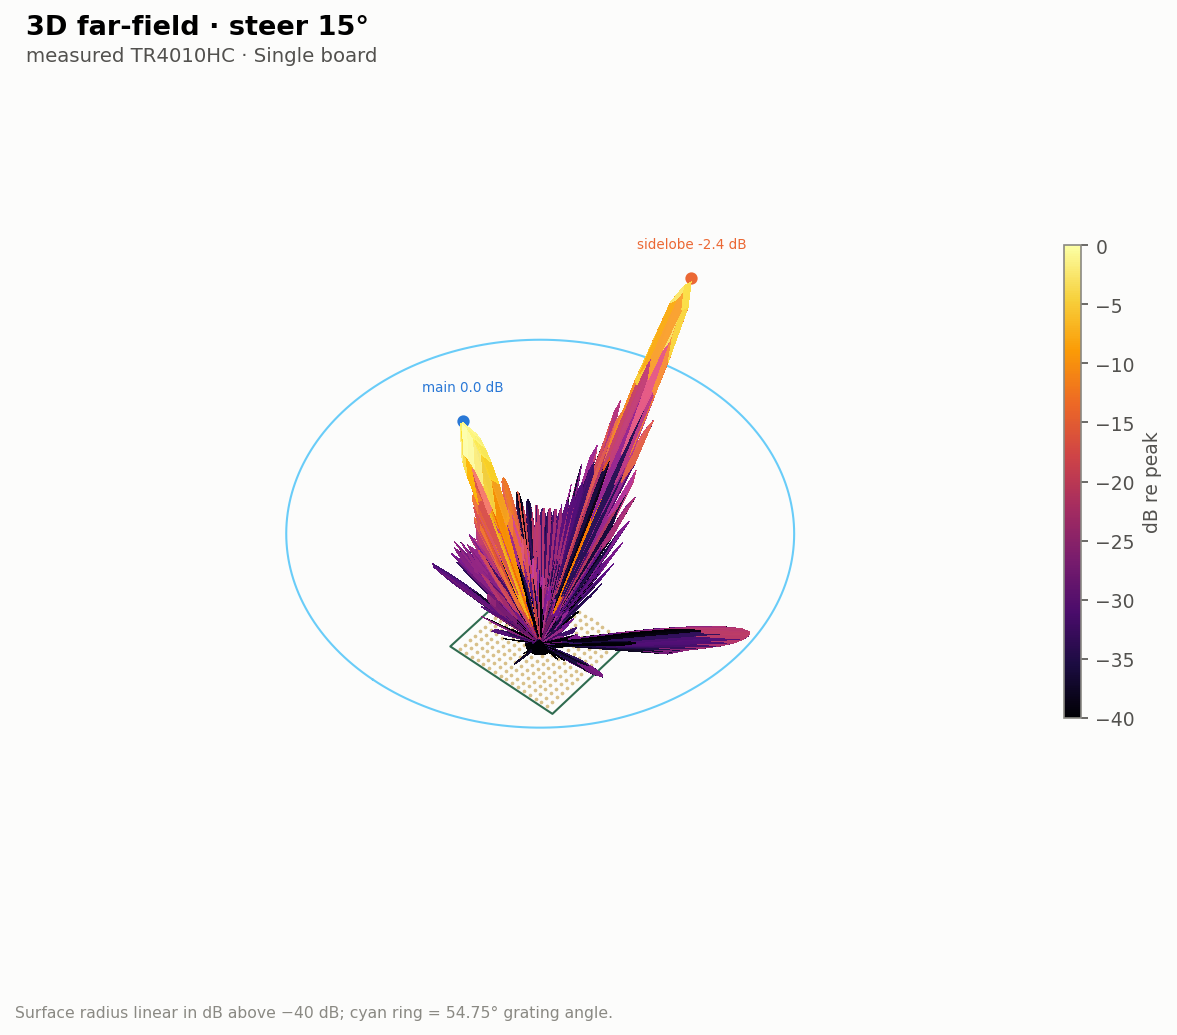 3D far-field · steer 15°
measured TR4010HC · Single board
sidelobe -2.4 dB
main 0.0 dB
0
−5
−10
−15
−20
−25
−30
−35
−40
dB re peak
Surface radius linear in dB above −40 dB; cyan ring = 54.75° grating angle.